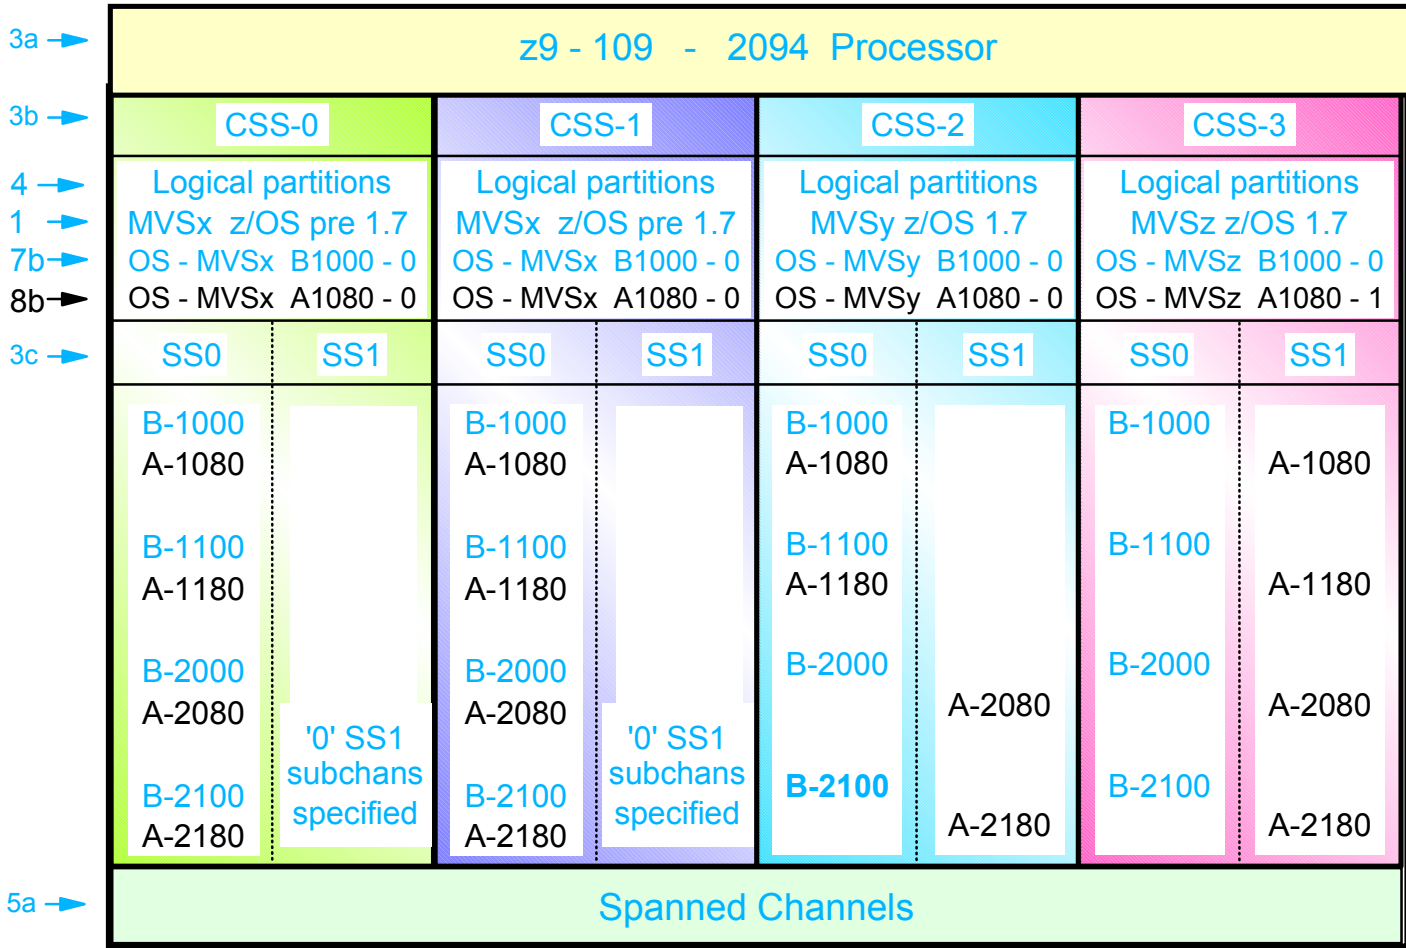 3a
z9 - 109 - 2094 Processor
3b
CSS-0 CSS-1 CSS-2 CSS-3
4
Logical partitions Logical partitions Logical partitions Logical partitions
1
MVSx z/OS pre 1.7 MVSx z/OS pre 1.7 MVSy z/OS 1.7 MVSz z/OS 1.7
7b
OS - MVSx B1000 - 0 OS - MVSx B1000 - 0 OS - MVSy B1000 - 0 OS - MVSz B1000 - 0
8b
OS - MVSx A1080 - 0 OS - MVSx A1080 - 0 OS - MVSy A1080 - 0 OS - MVSz A1080 - 1
3c
SS0 SS1 SS0 SS1 SS0 SS1 SS0 SS1
B-1000 B-1000 B-1000 B-1000
A-1080 A-1080 A-1080 A-1080
B-1100 B-1100 B-1100 B-1100
A-1180 A-1180 A-1180 A-1180
B-2000 B-2000 B-2000 B-2000
A-2080 A-2080 A-2080 A-2080
'0' SS1 '0' SS1
subchans subchans
B-2100 B-2100 B-2100 B-2100
specified specified
A-2180 A-2180 A-2180 A-2180
5a
Spanned Channels